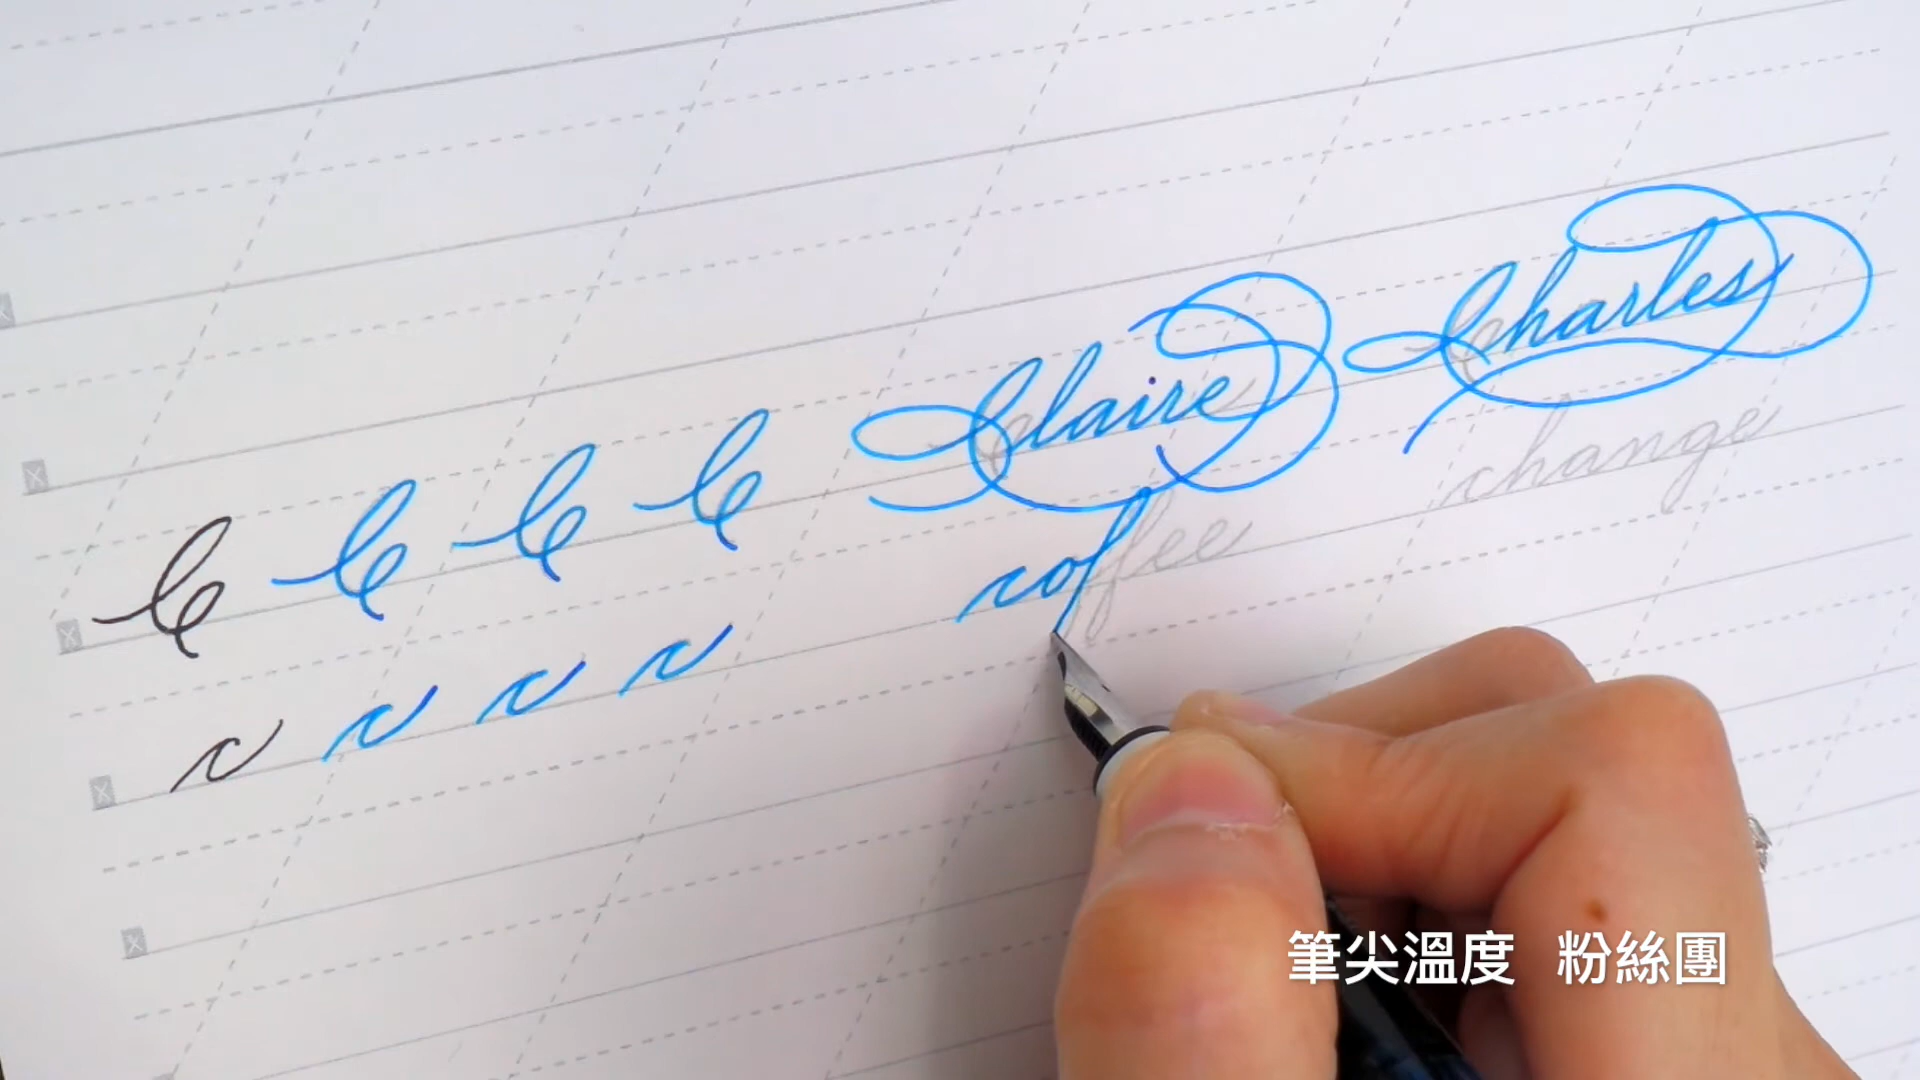 C C C C Claire Charles
c c c c coffee change
筆尖溫度 粉絲團